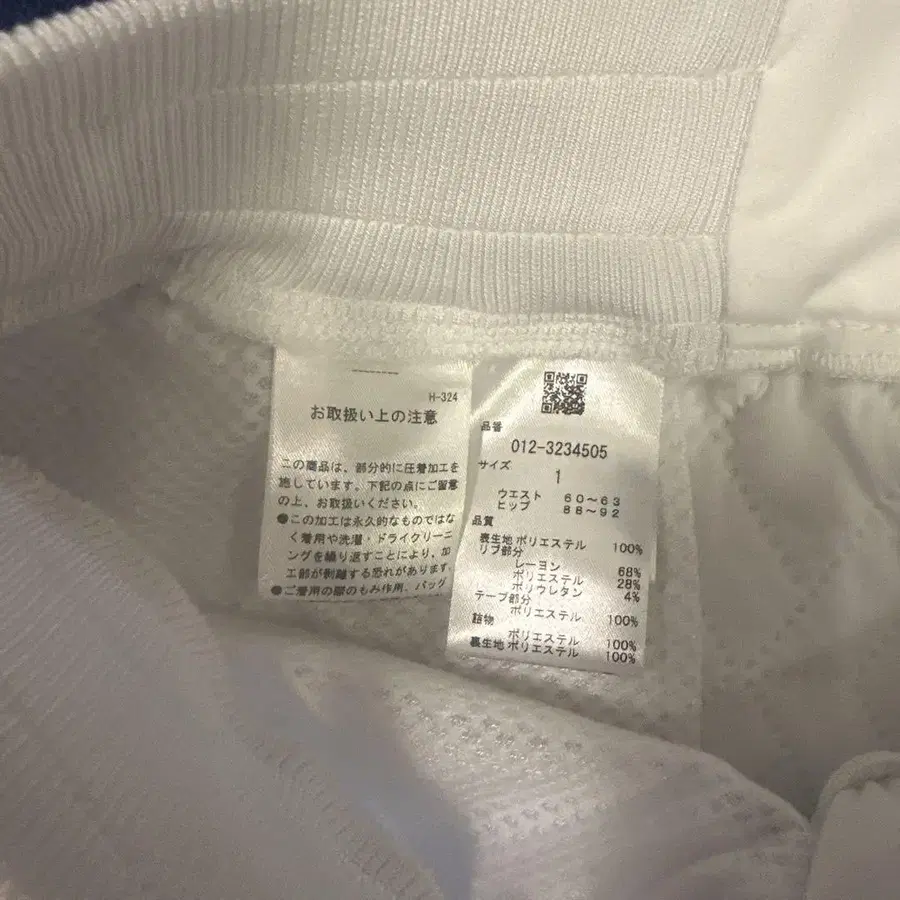 H-324
お取扱い上の注意
この商品は、部分的に圧着加工を
施しています。下記の点にご留意
の上、お取扱いください。
●この加工は永久的なものではな
く着用や洗濯・ドライクリーニ
ングを繰り返すことにより、加
工部が剥離する恐れがあります。
●ご着用の際のもみ作用、バッグ
品番
012-3234505
サイズ
1
ウエスト 60～63
ヒップ 88～92
品質
表生地 ポリエステル 100%
リブ部分
レーヨン 68%
ポリエステル 28%
ポリウレタン 4%
テープ部分
ポリエステル 100%
詰物
ポリエステル 100%
裏生地 ポリエステル 100%